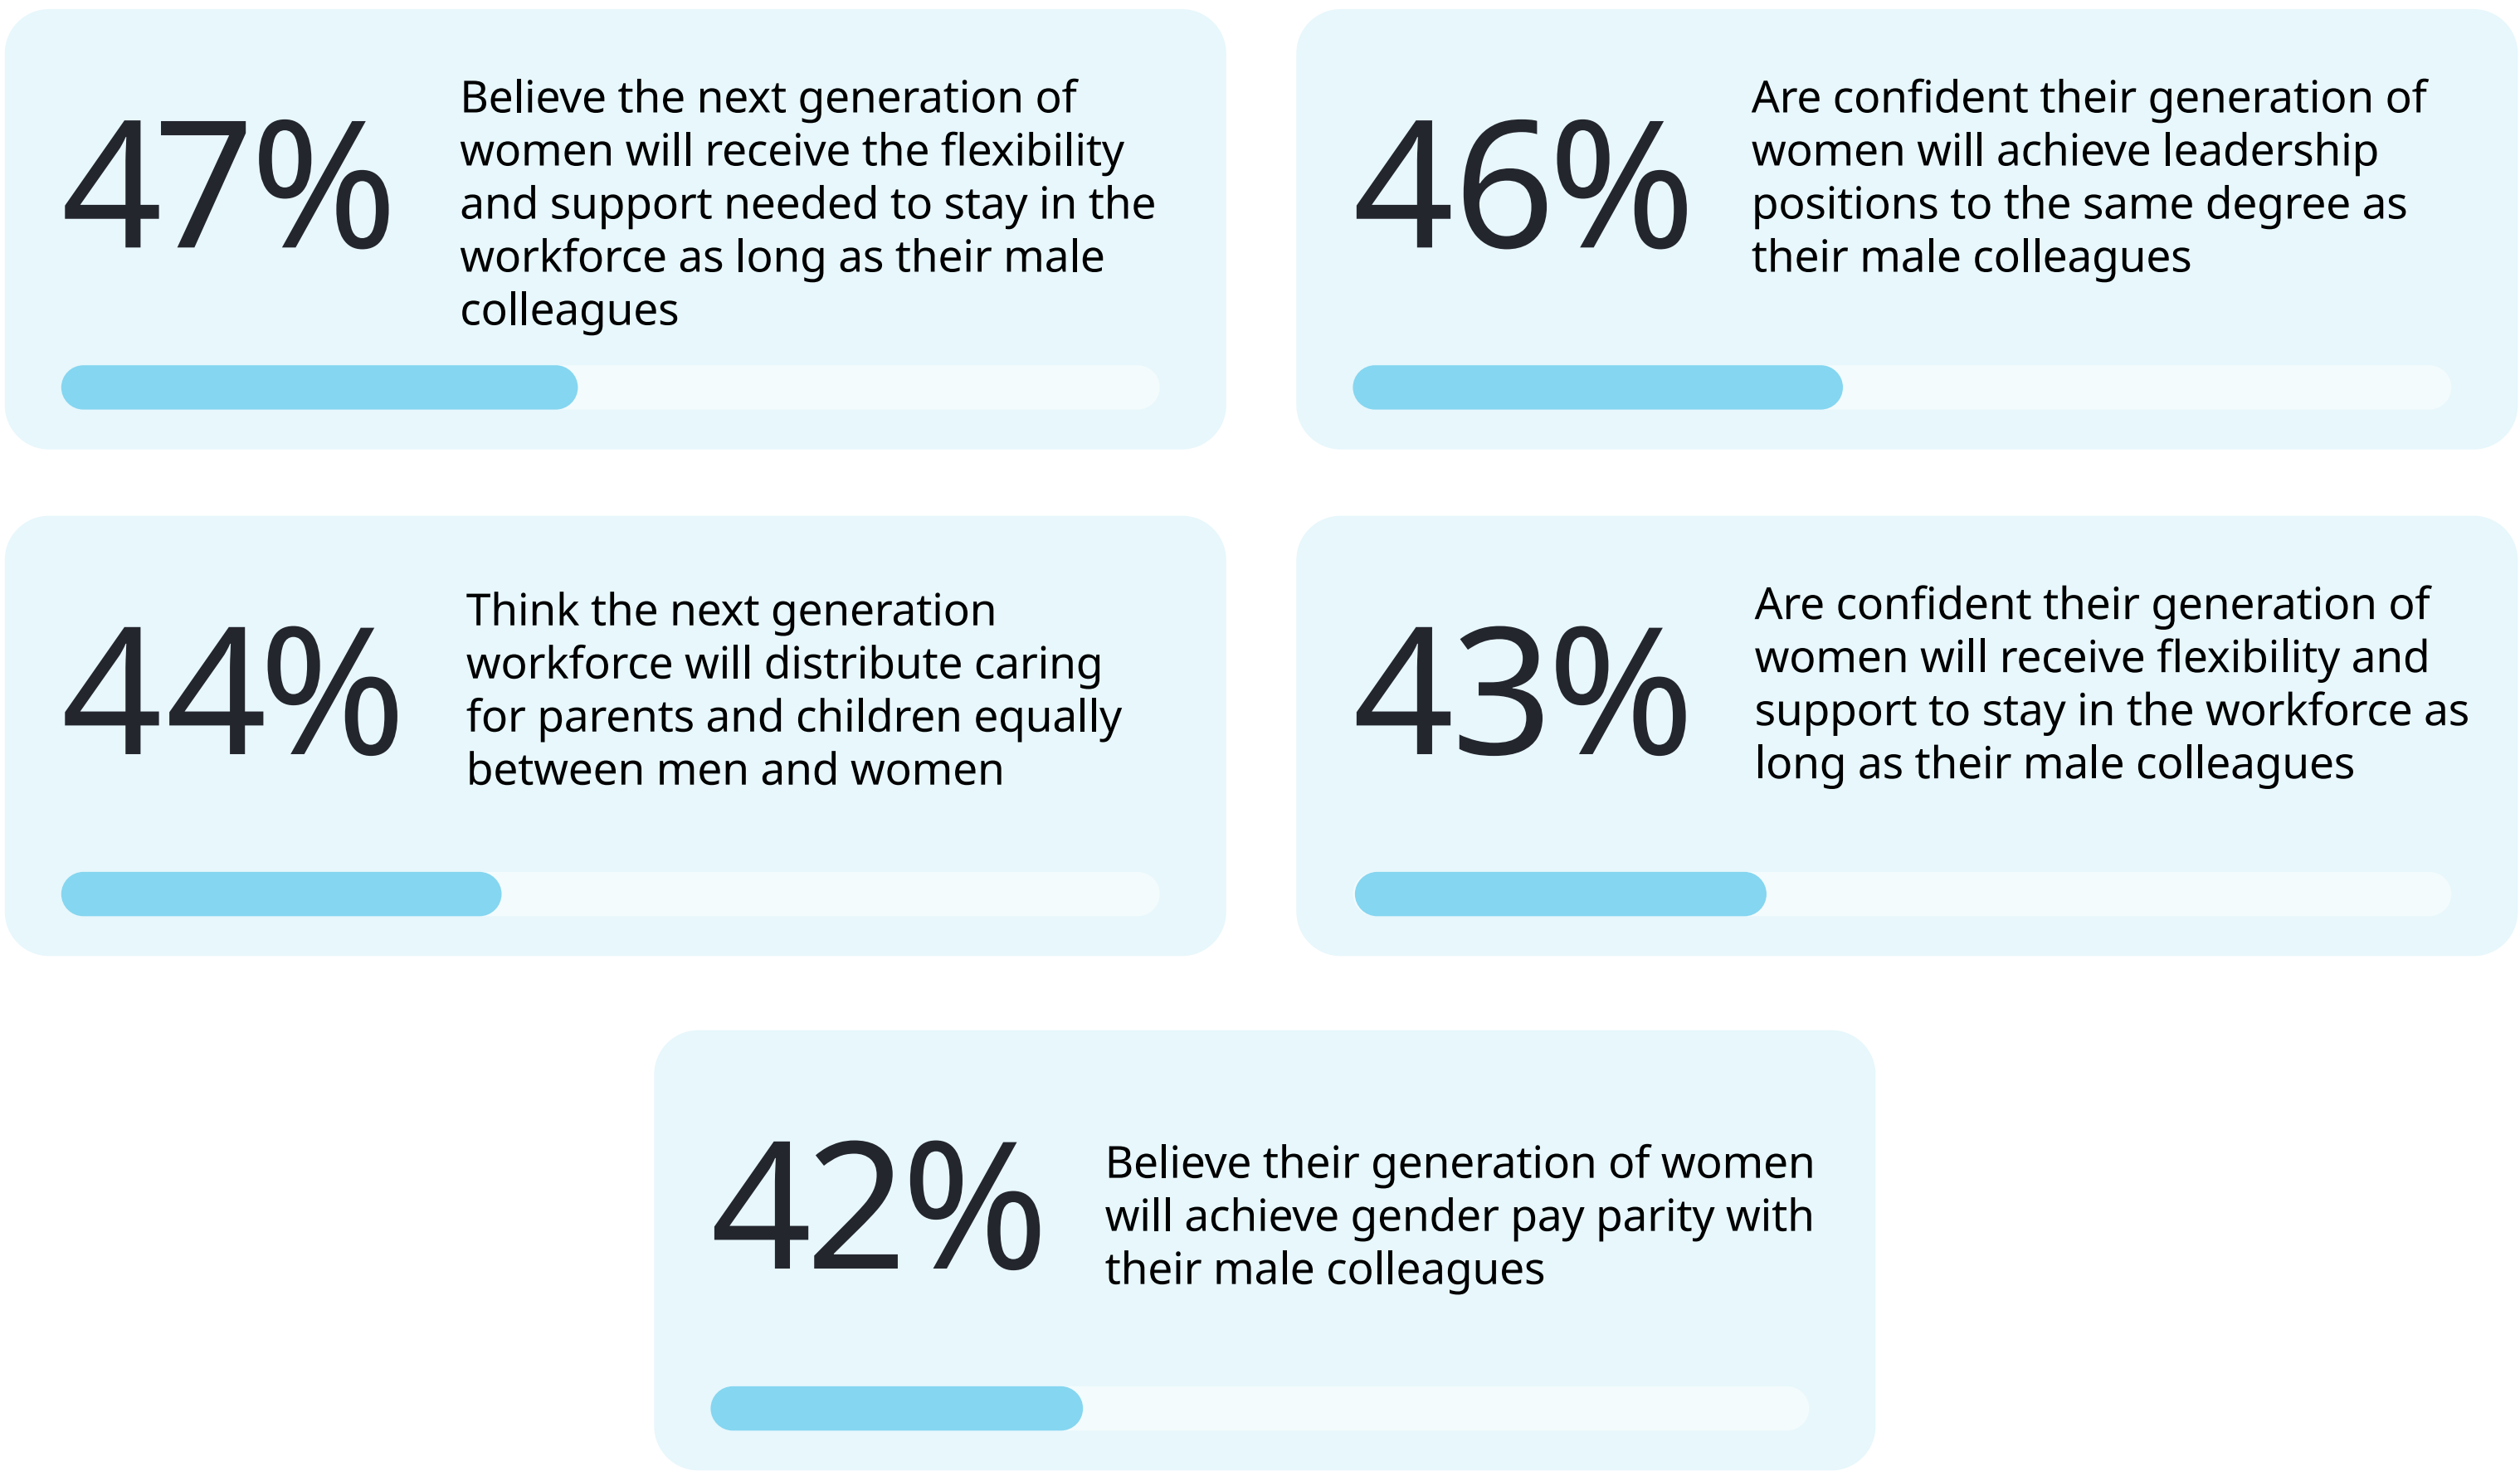 47%
Believe the next generation of
women will receive the flexibility
and support needed to stay in the
workforce as long as their male
colleagues
46%
Are confident their generation of
women will achieve leadership
positions to the same degree as
their male colleagues
44%
Think the next generation
workforce will distribute caring
for parents and children equally
between men and women
43%
Are confident their generation of
women will receive flexibility and
support to stay in the workforce as
long as their male colleagues
42%
Believe their generation of women
will achieve gender pay parity with
their male colleagues